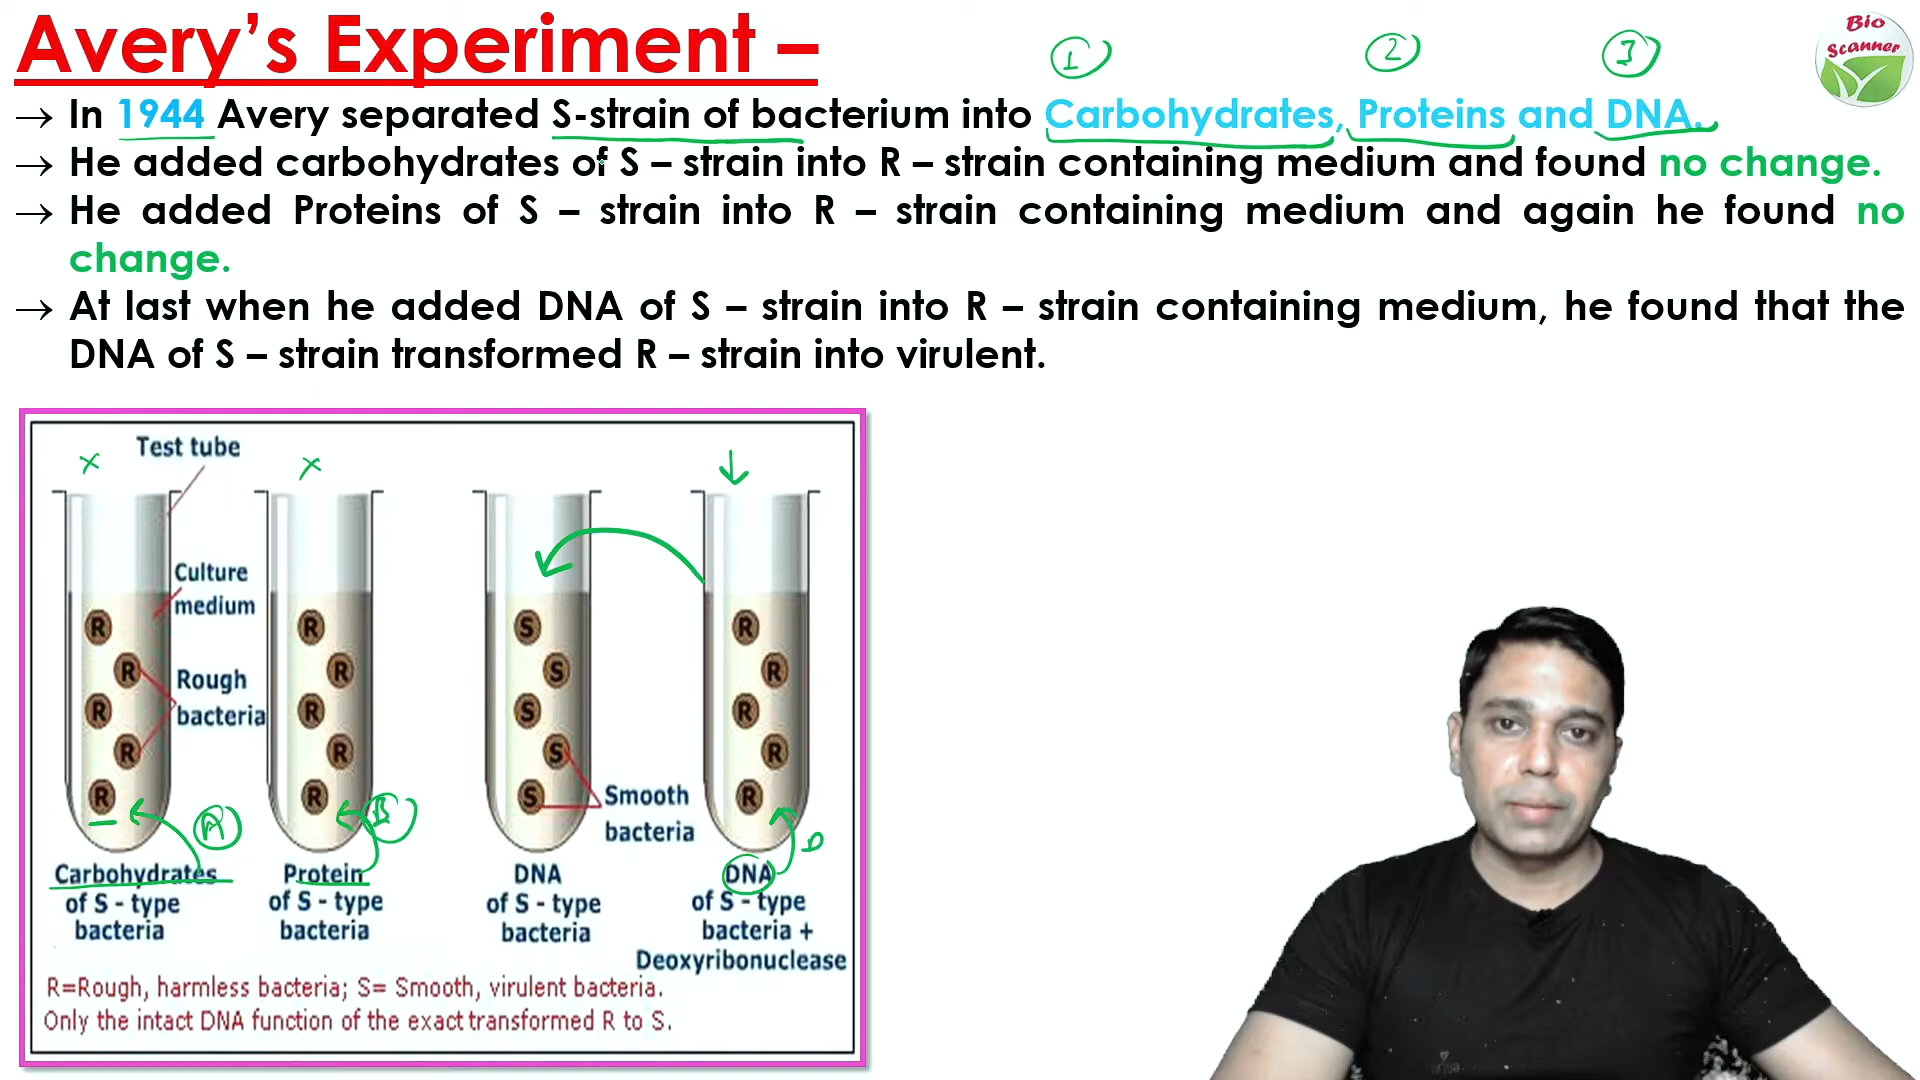 Avery’s Experiment –
1 2 3
Bio
Scanner
→ In 1944 Avery separated S-strain of bacterium into Carbohydrates, Proteins and DNA.
→ He added carbohydrates of S – strain into R – strain containing medium and found no change.
→ He added Proteins of S – strain into R – strain containing medium and again he found no
change.
→ At last when he added DNA of S – strain into R – strain containing medium, he found that the
DNA of S – strain transformed R – strain into virulent.
Test tube
Culture
medium
R R S R
R R S R
Rough
bacteria
R R S R
R R S R
R R S R
Smooth
bacteria
Carbohydrates
of S - type
bacteria
Protein
of S - type
bacteria
DNA
of S - type
bacteria
DNA
of S - type
bacteria +
Deoxyribonuclease
R=Rough, harmless bacteria; S= Smooth, virulent bacteria.
Only the intact DNA function of the exact transformed R to S.